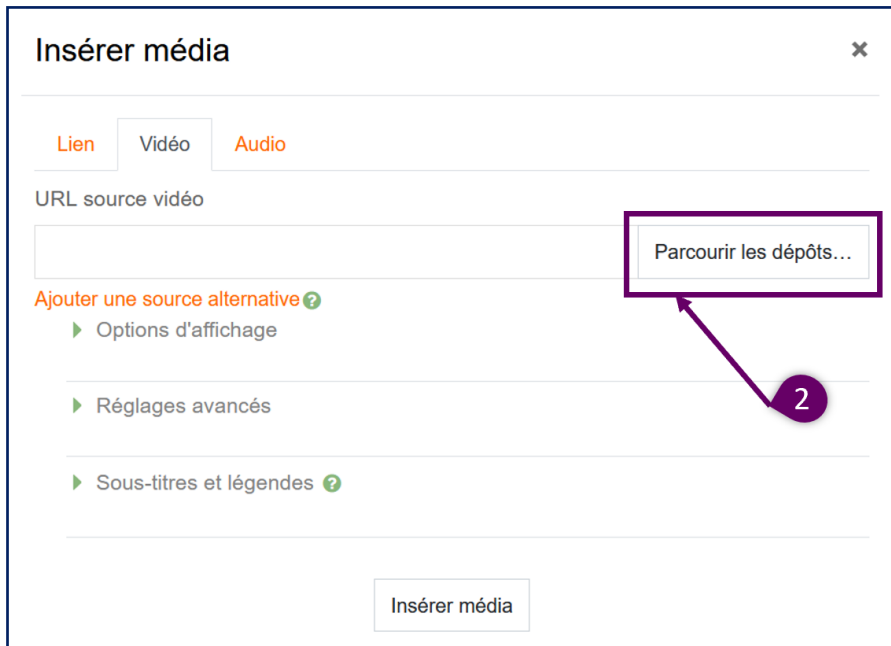 Insérer média
×
Lien Vidéo Audio
URL source vidéo
Parcourir les dépôts...
Ajouter une source alternative ?
Options d'affichage
2
Réglages avancés
Sous-titres et légendes ?
Insérer média